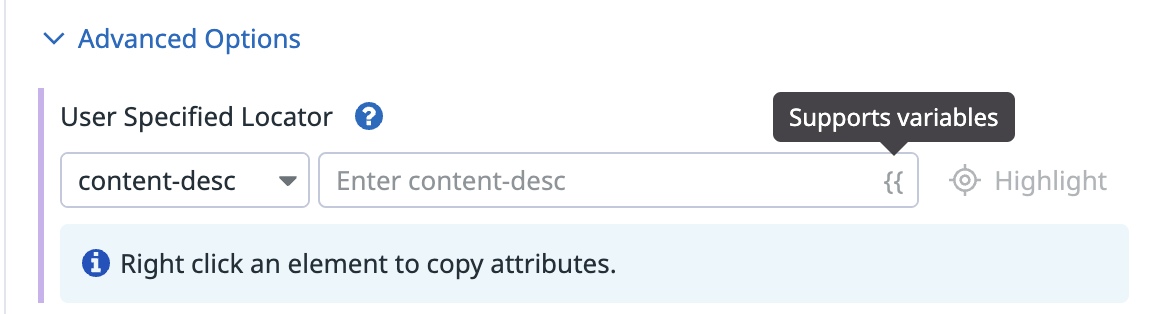 Advanced Options
User Specified Locator ?
Supports variables
content-desc
Enter content-desc {{
Highlight
Right click an element to copy attributes.